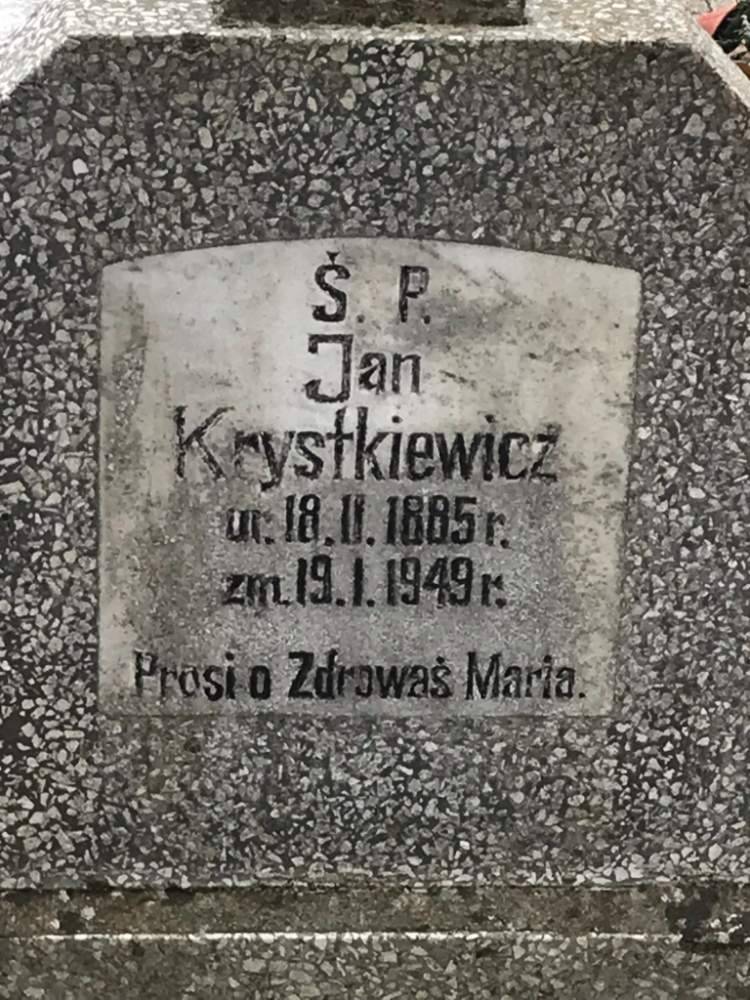 Ś. P.
Jan
Krystkiewicz
ur. 18. II. 1885 r.
zm. 19. I. 1949 r.
Prosi o Zdrowaś Maria.